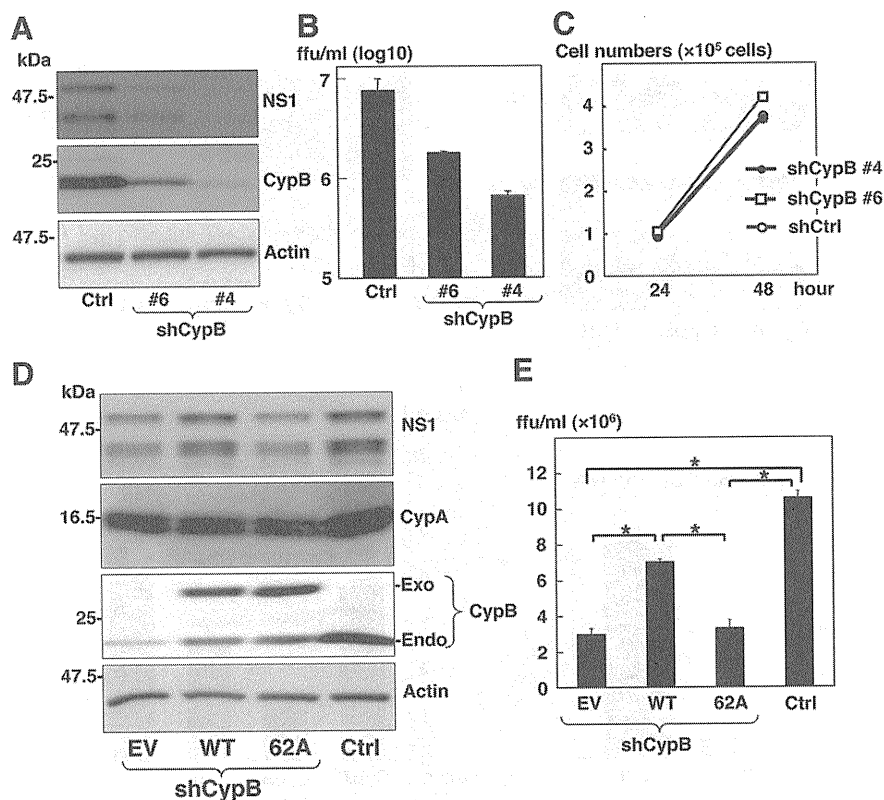 A
kDa
47.5-
NS1
25-
CypB
47.5-
Actin
Ctrl #6 #4
shCypB
B
ffu/ml (log10)
7
6
5
Ctrl #6 #4
shCypB
C
Cell numbers (×10⁵ cells)
4
3
2
1
0
24 48 hour
shCypB #4
shCypB #6
shCtrl
D
kDa
47.5-
NS1
16.5-
CypA
-Exo
25-
CypB
-Endo
47.5-
Actin
EV WT 62A Ctrl
shCypB
E
ffu/ml (×10⁶)
12
10
8
6
4
2
0
* * * *
EV WT 62A Ctrl
shCypB